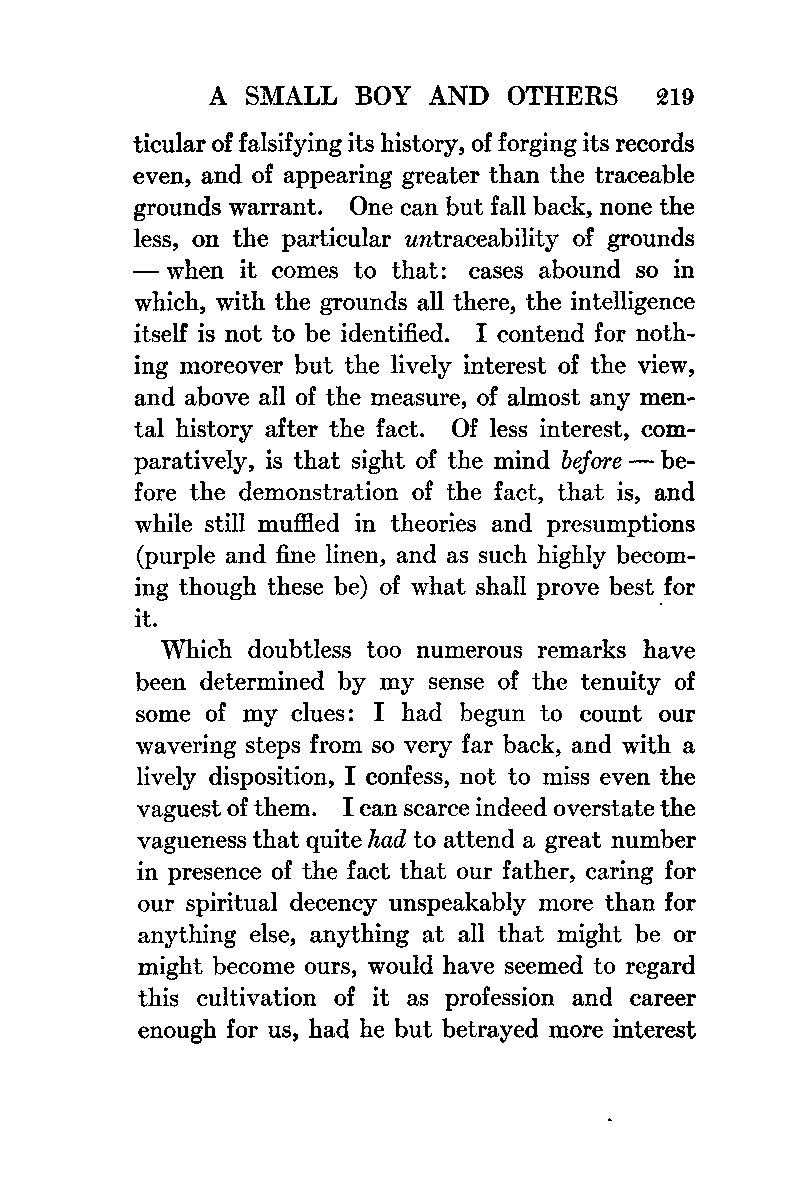 A SMALL BOY AND OTHERS 219
ticular of falsifying its history, of forging its records
even, and of appearing greater than the traceable
grounds warrant. One can but fall back, none the
less, on the particular untraceability of grounds
— when it comes to that: cases abound so in
which, with the grounds all there, the intelligence
itself is not to be identified. I contend for noth-
ing moreover but the lively interest of the view,
and above all of the measure, of almost any men-
tal history after the fact. Of less interest, com-
paratively, is that sight of the mind before — be-
fore the demonstration of the fact, that is, and
while still muffled in theories and presumptions
(purple and fine linen, and as such highly becom-
ing though these be) of what shall prove best for
it.
Which doubtless too numerous remarks have
been determined by my sense of the tenuity of
some of my clues: I had begun to count our
wavering steps from so very far back, and with a
lively disposition, I confess, not to miss even the
vaguest of them. I can scarce indeed overstate the
vagueness that quite had to attend a great number
in presence of the fact that our father, caring for
our spiritual decency unspeakably more than for
anything else, anything at all that might be or
might become ours, would have seemed to regard
this cultivation of it as profession and career
enough for us, had he but betrayed more interest